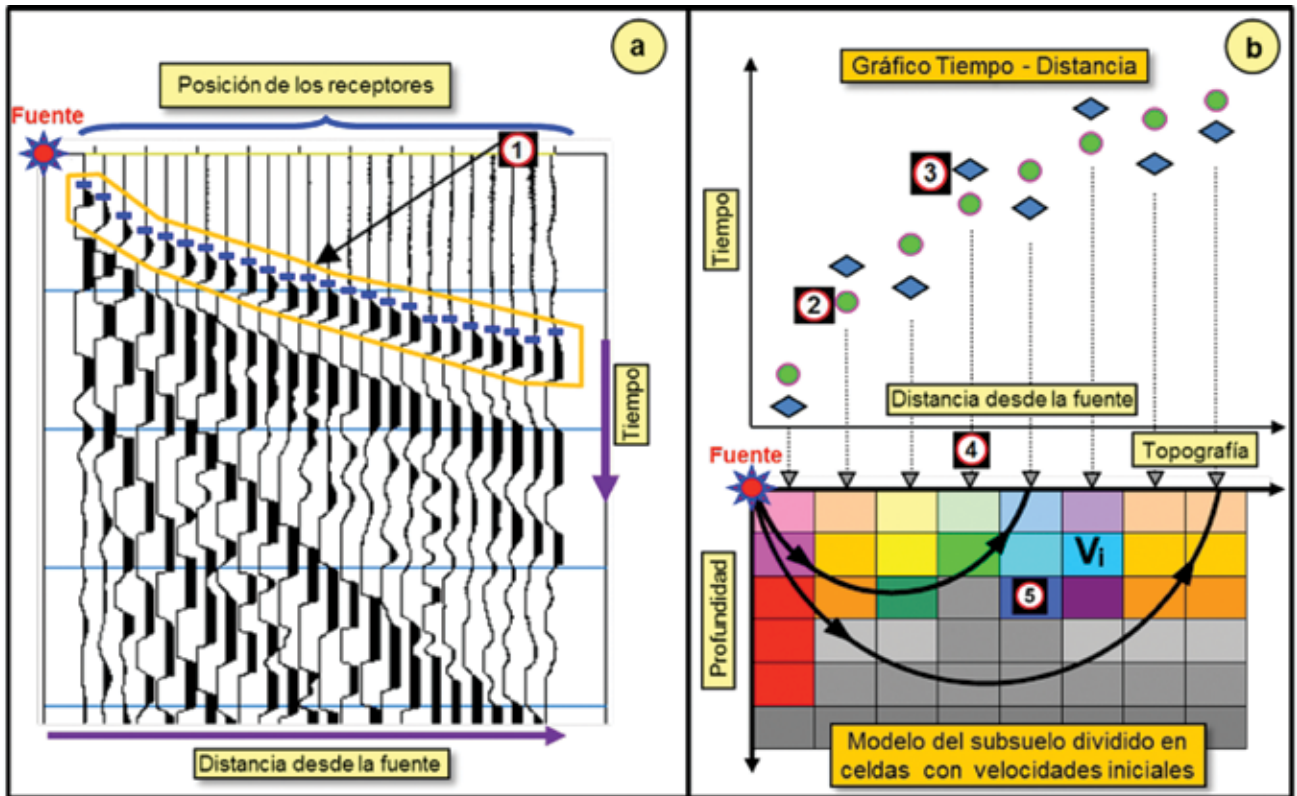 a
Posición de los receptores
Fuente
1
Tiempo
Distancia desde la fuente
b
Gráfico Tiempo - Distancia
Tiempo
3
2
Distancia desde la fuente
4
Topografía
Fuente
Vi
5
Profundidad
Modelo del subsuelo dividido en
celdas con velocidades iniciales